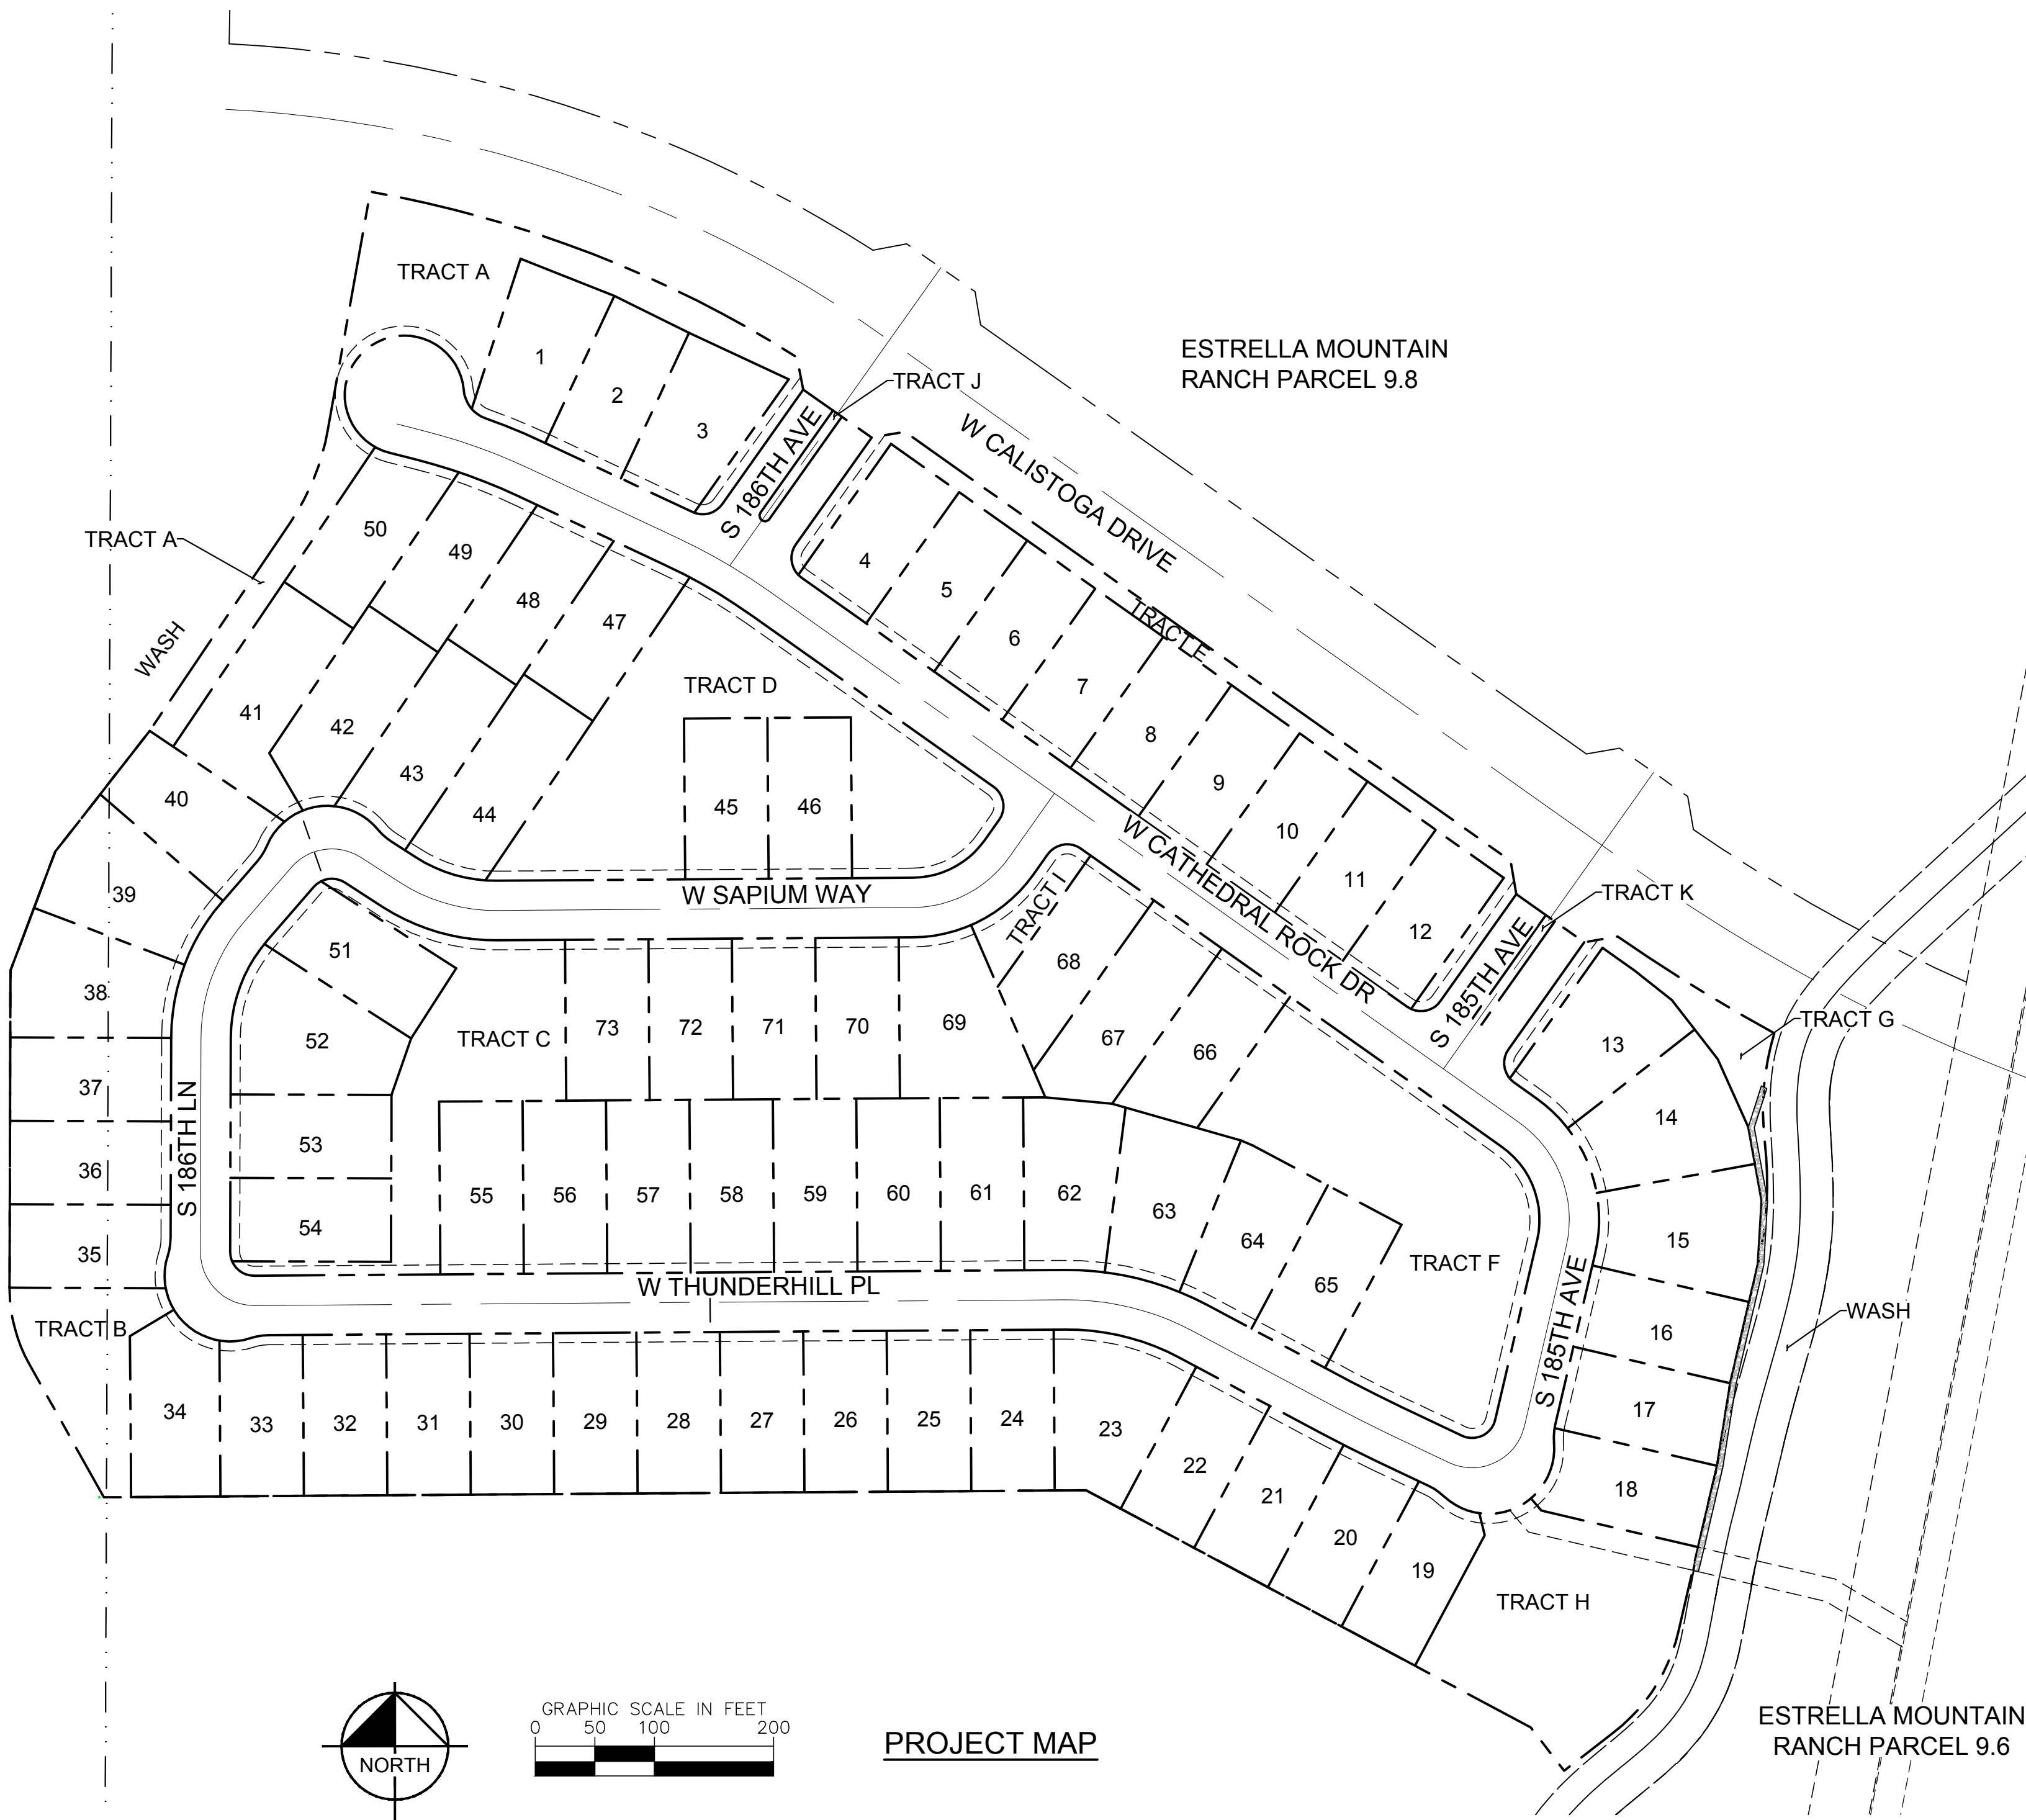 TRACT A
ESTRELLA MOUNTAIN
RANCH PARCEL 9.8
1
2
3
TRACT J
S 186TH AVE
W CALISTOGA DRIVE
TRACT A
WASH
50
49
48
47
4
5
6
7
8
9
10
11
12
TRACT E
TRACT D
41
42
43
44
45
46
40
39
38
37
36
35
W SAPIUM WAY
W CATHEDRAL ROCK DR
TRACT I
TRACT K
S 185TH AVE
TRACT G
51
52
53
54
TRACT C
73
72
71
70
69
68
67
66
13
14
15
16
17
18
S 186TH LN
55
56
57
58
59
60
61
62
63
64
65
TRACT F
S 185TH AVE
WASH
W THUNDERHILL PL
TRACT B
34
33
32
31
30
29
28
27
26
25
24
23
22
21
20
19
TRACT H
NORTH
GRAPHIC SCALE IN FEET
0 50 100 200
PROJECT MAP
ESTRELLA MOUNTAIN
RANCH PARCEL 9.6